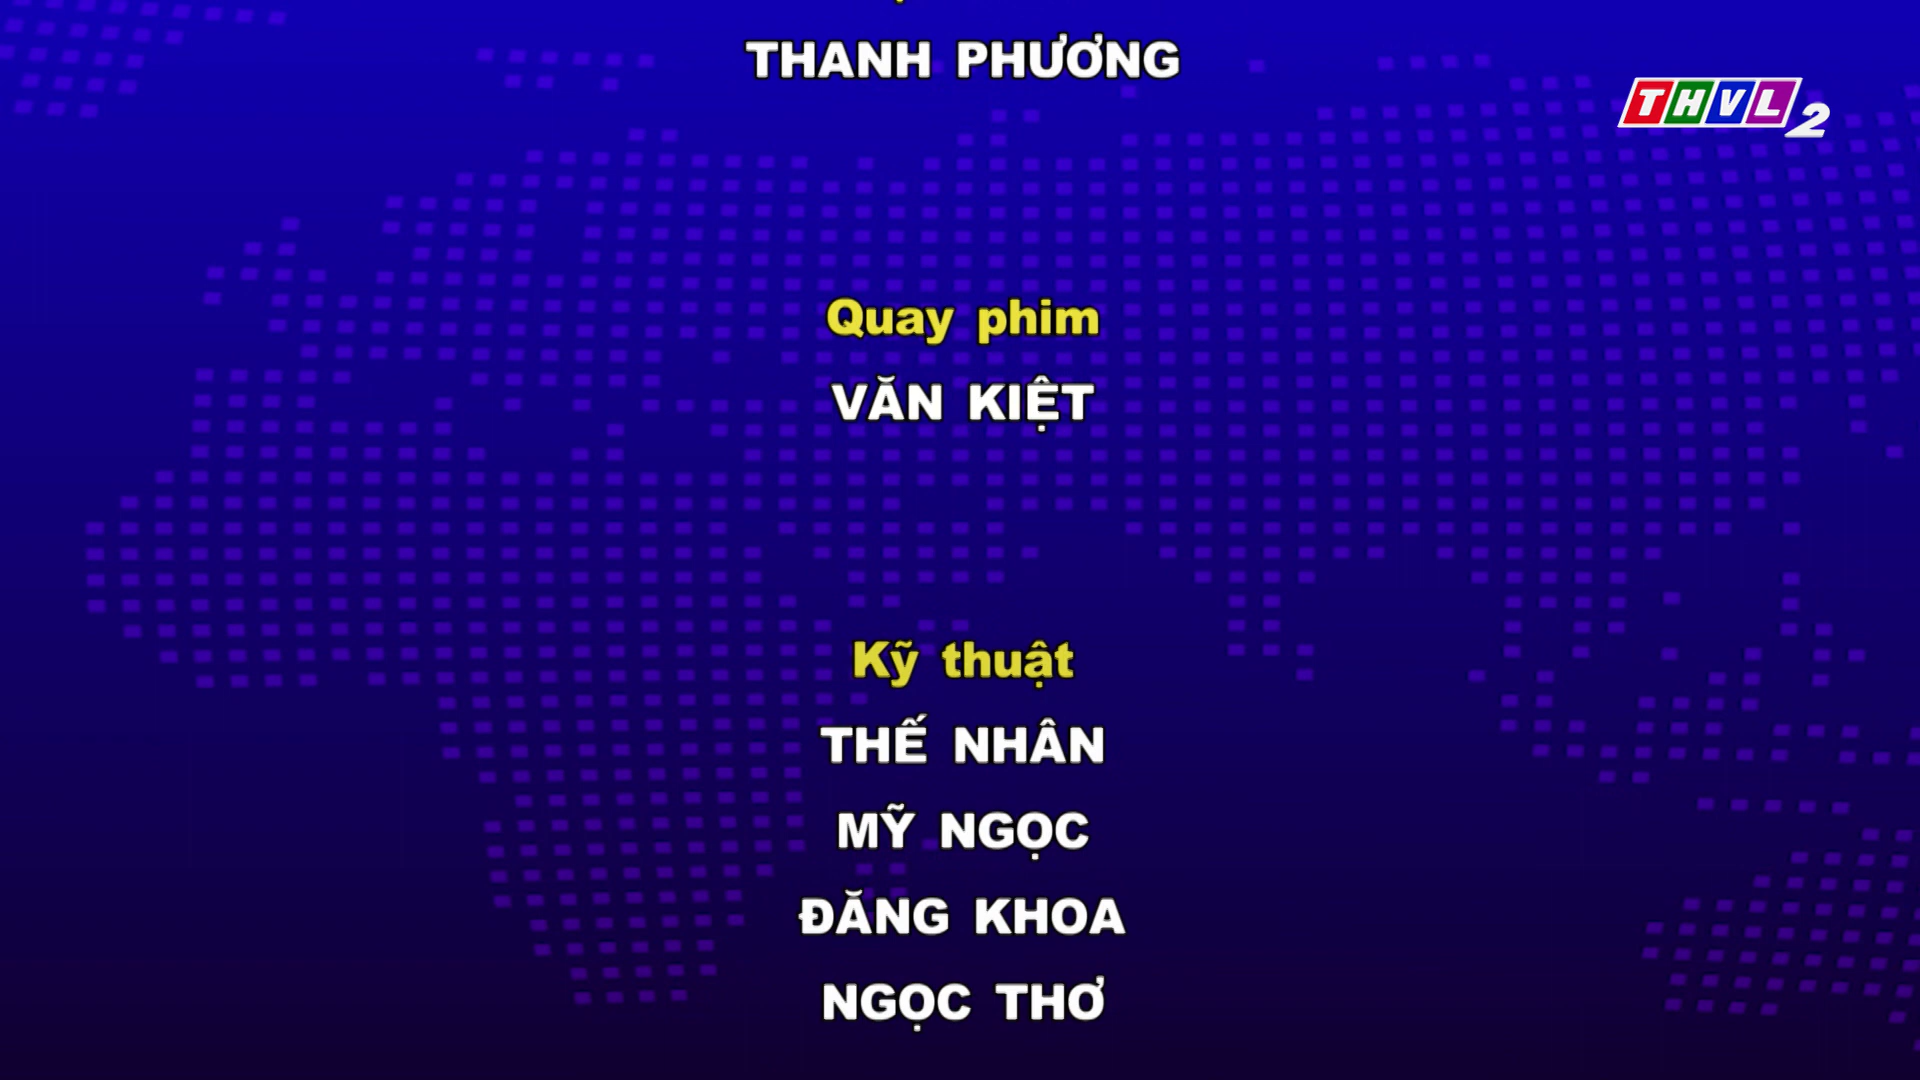 THANH PHƯƠNG
THVL2
Quay phim
VĂN KIỆT
Kỹ thuật
THẾ NHÂN
MỸ NGỌC
ĐĂNG KHOA
NGỌC THƠ